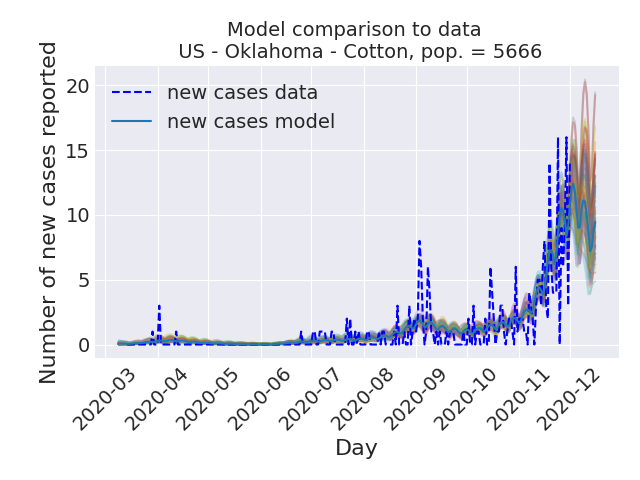 Model comparison to data
US - Oklahoma - Cotton, pop. = 5666
Number of new cases reported
20
15
10
5
0
new cases data
new cases model
2020-03
2020-04
2020-05
2020-06
2020-07
2020-08
2020-09
2020-10
2020-11
2020-12
Day